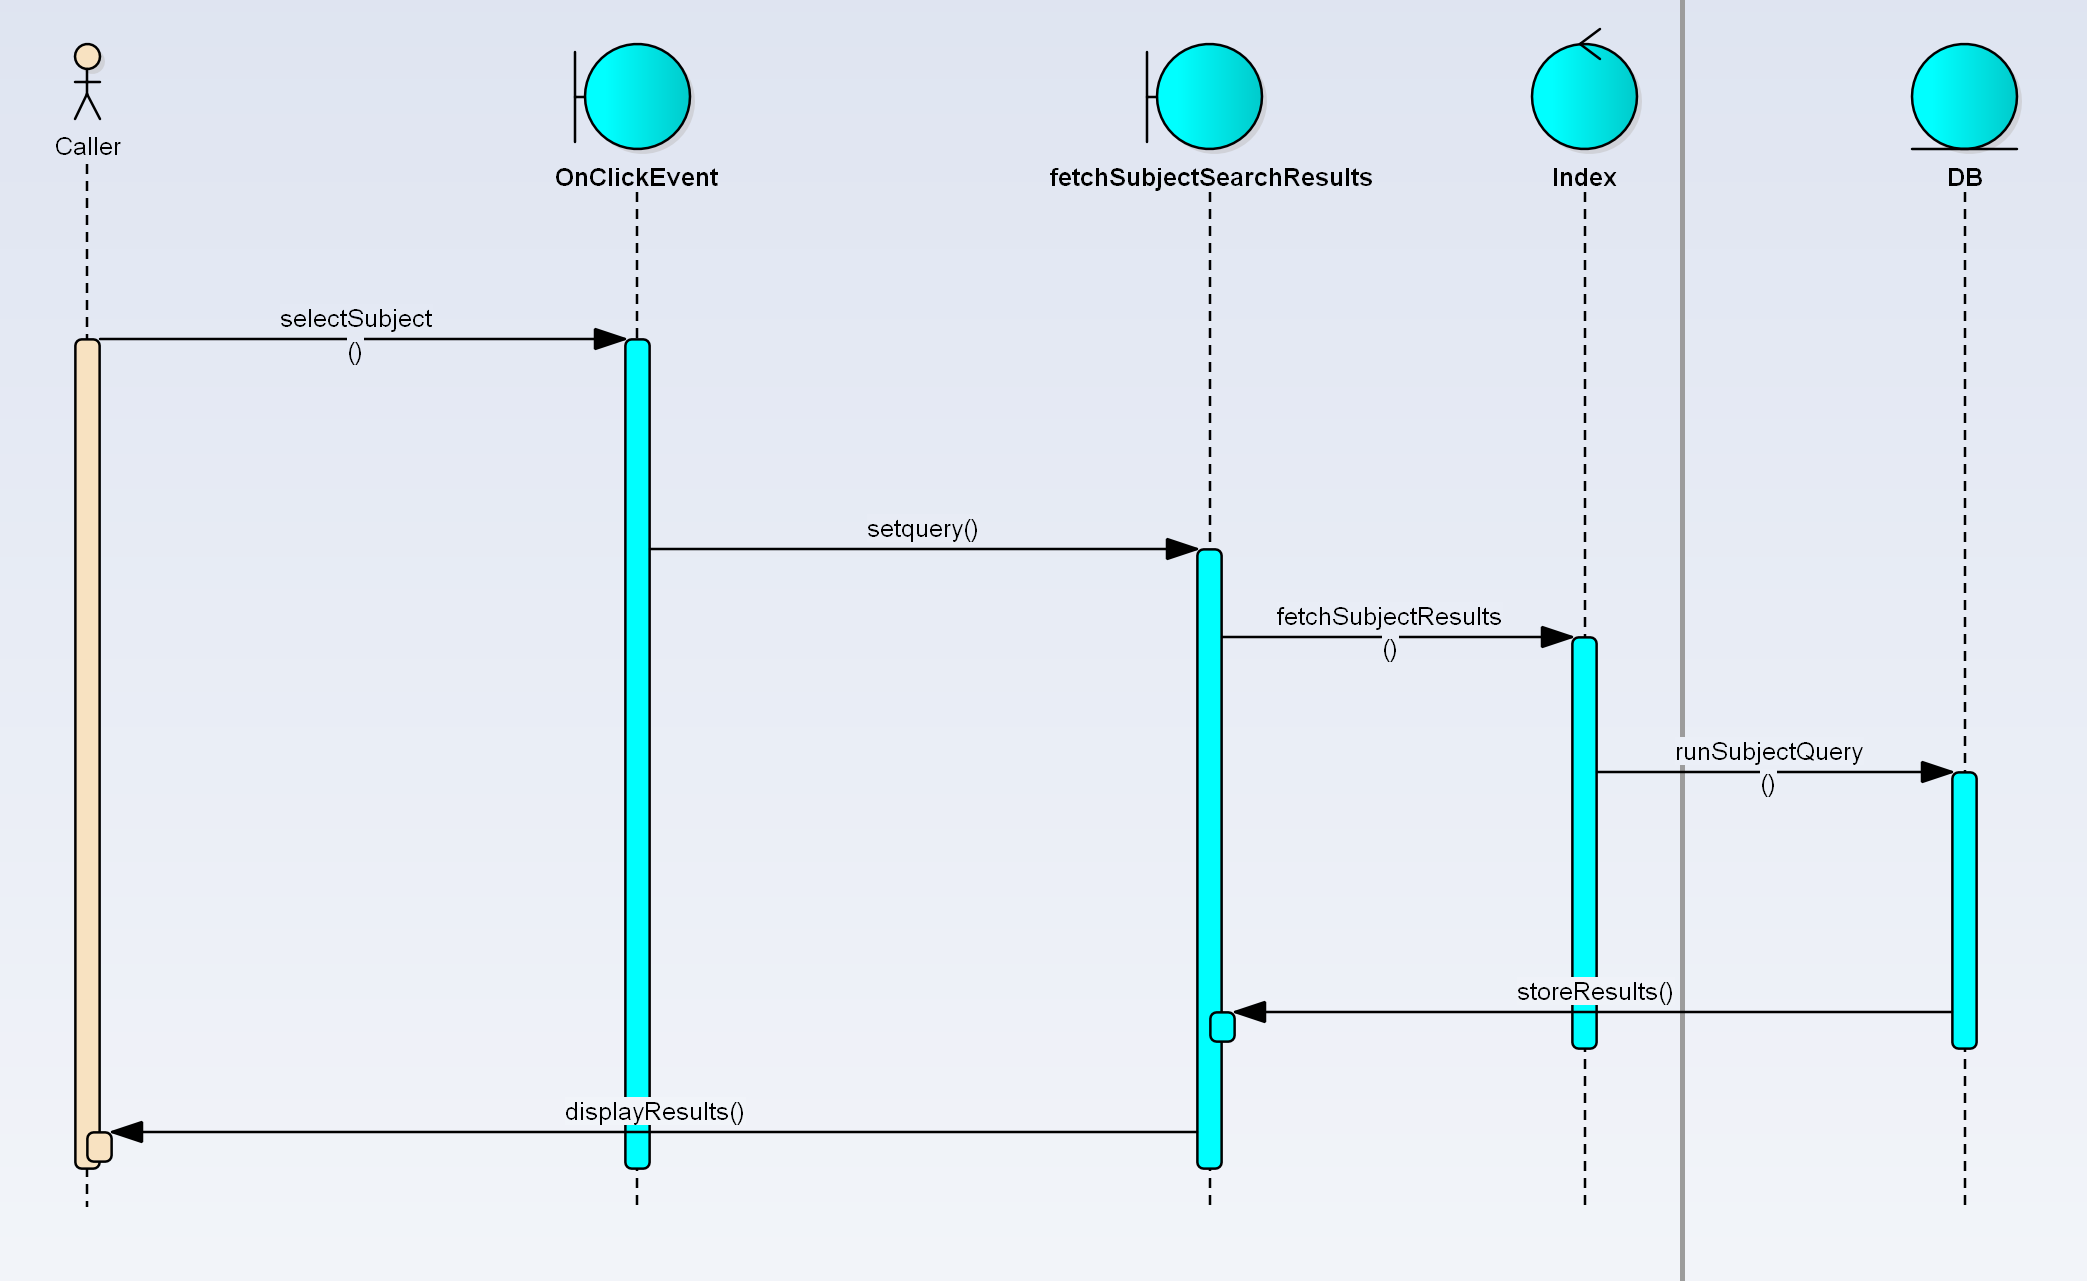 Caller
OnClickEvent
fetchSubjectSearchResults
Index
DB
selectSubject
()
setquery()
fetchSubjectResults
()
runSubjectQuery
()
storeResults()
displayResults()